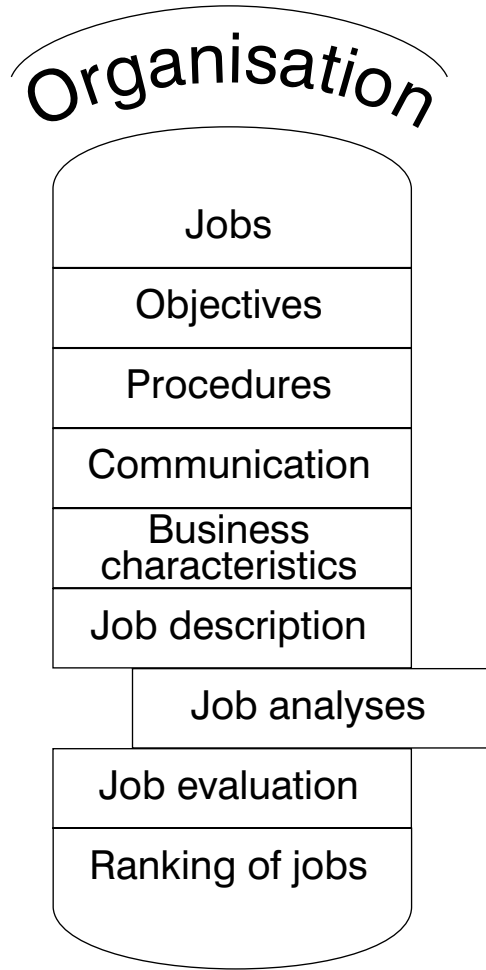 Organisation
Jobs
Objectives
Procedures
Communication
Business
characteristics
Job description
Job analyses
Job evaluation
Ranking of jobs